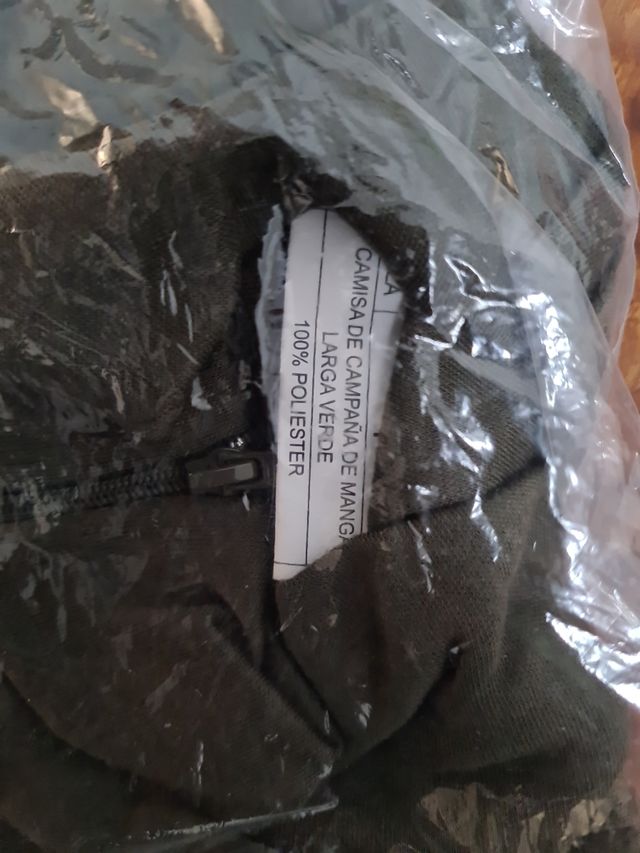 CAMISA DE CAMPAÑA DE MANGA
LARGA VERDE
100% POLIESTER